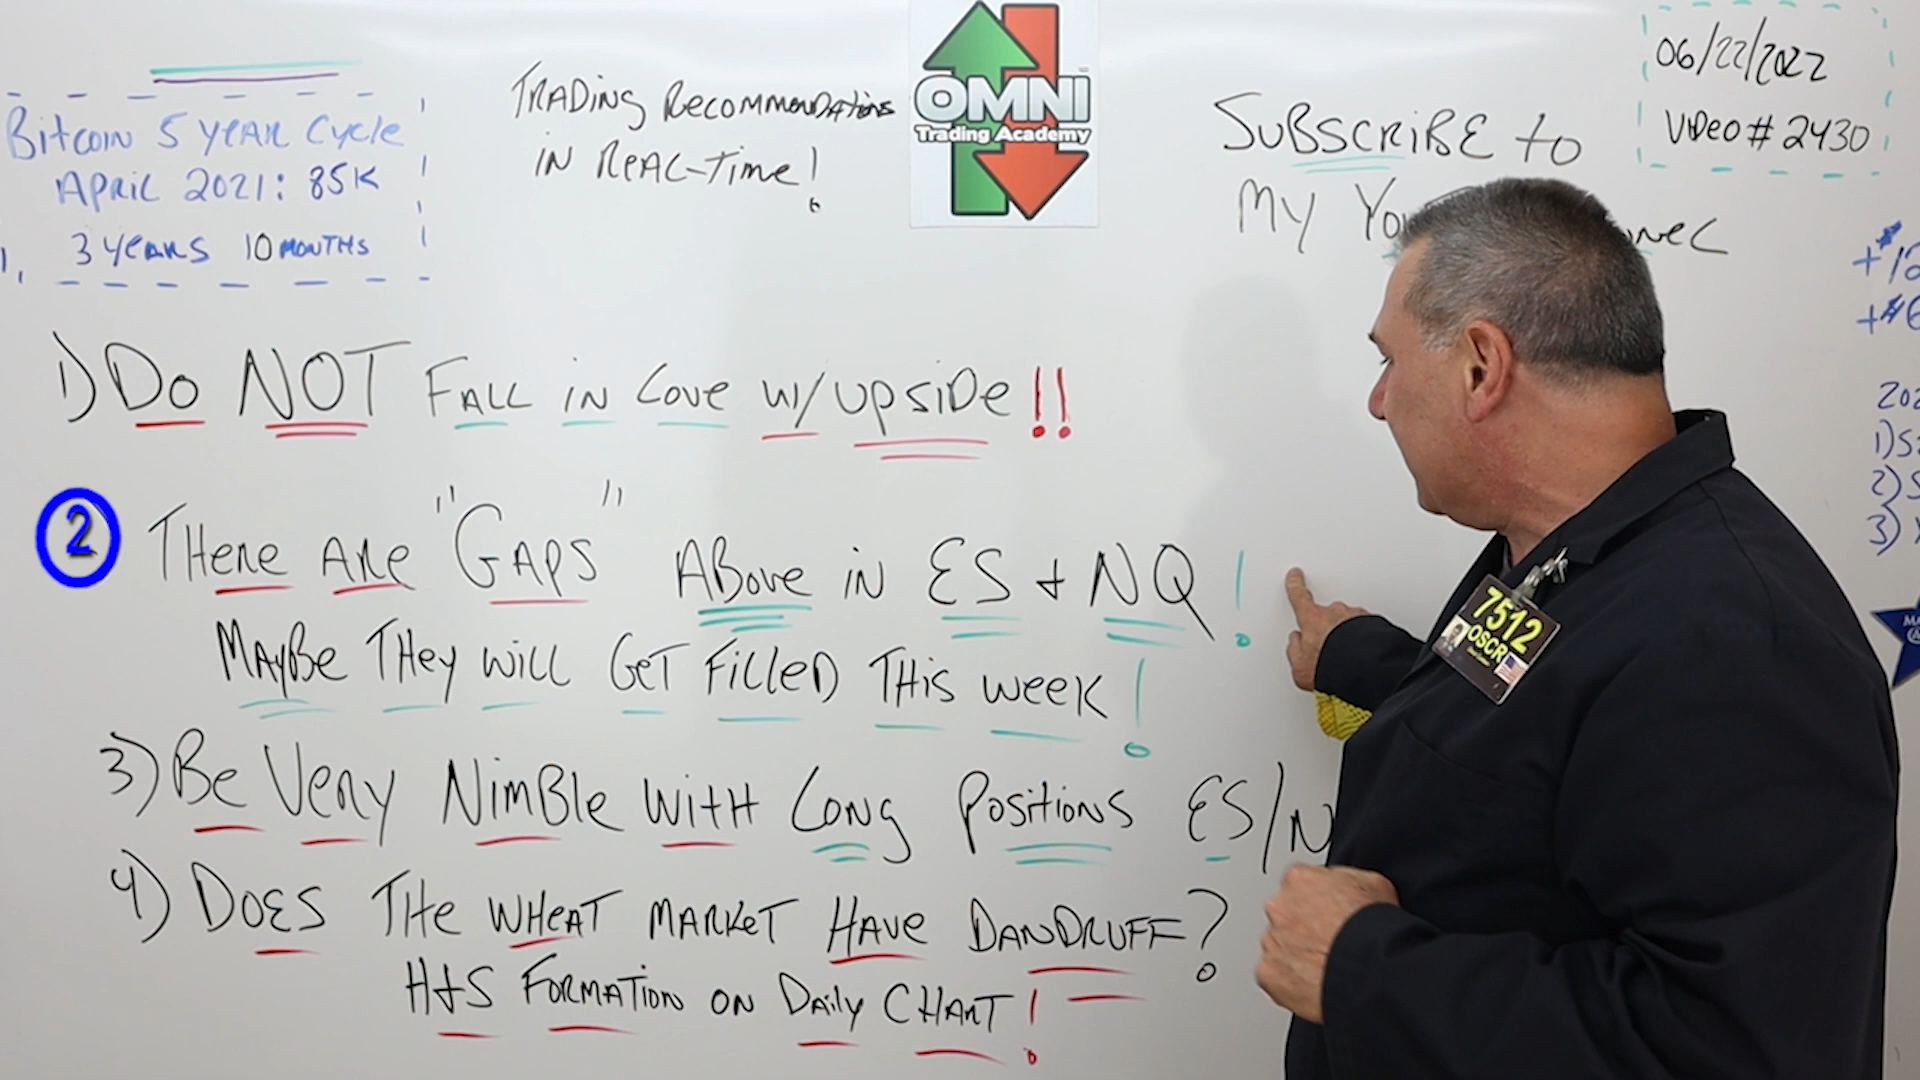 Bitcoin 5 Year Cycle
April 2021: 85K
3 Years 10 Months
Trading Recommendations
in Real-Time!
OMNI
Trading Academy
Subscribe to
My
06/22/2022
Video # 2430
1) Do NOT Fall in Love w/ upside!!
2 There Are "Gaps" Above in ES + NQ!
Maybe They will Get Filled This week!
3) Be Very Nimble with Long Positions ES/N
4) Does The Wheat Market Have Dandruff?
H+S Formation on Daily Chart!
7512
OSCR
1)
2)
3)